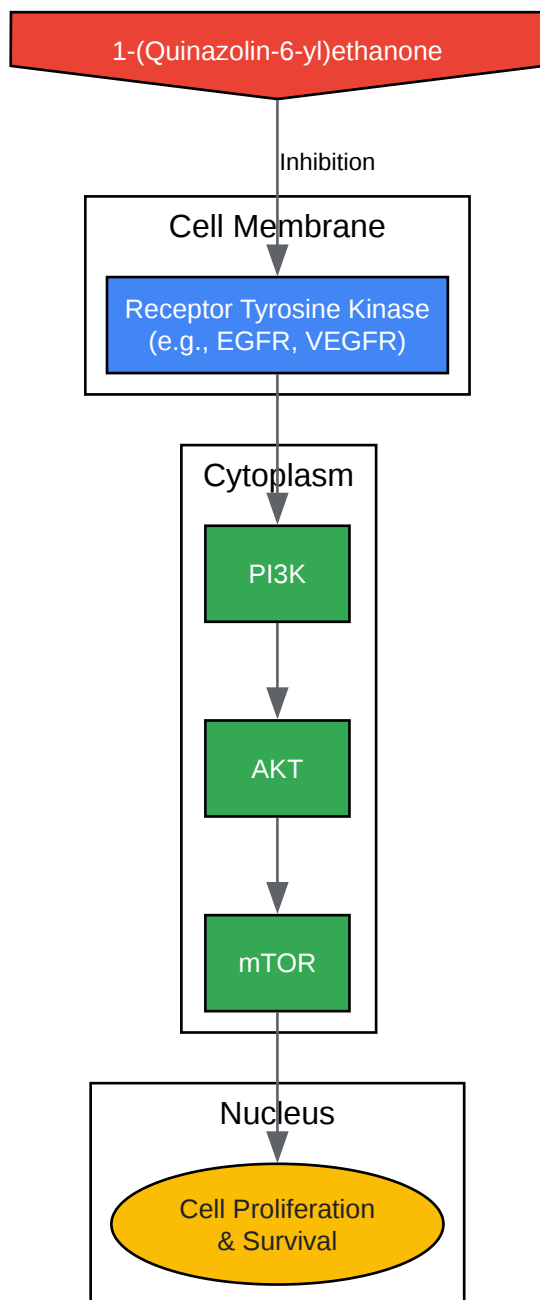 1-(Quinazolin-6-yl)ethanone
Inhibition
Cell Membrane
Receptor Tyrosine Kinase
(e.g., EGFR, VEGFR)
Cytoplasm
PI3K
AKT
mTOR
Nucleus
Cell Proliferation
& Survival